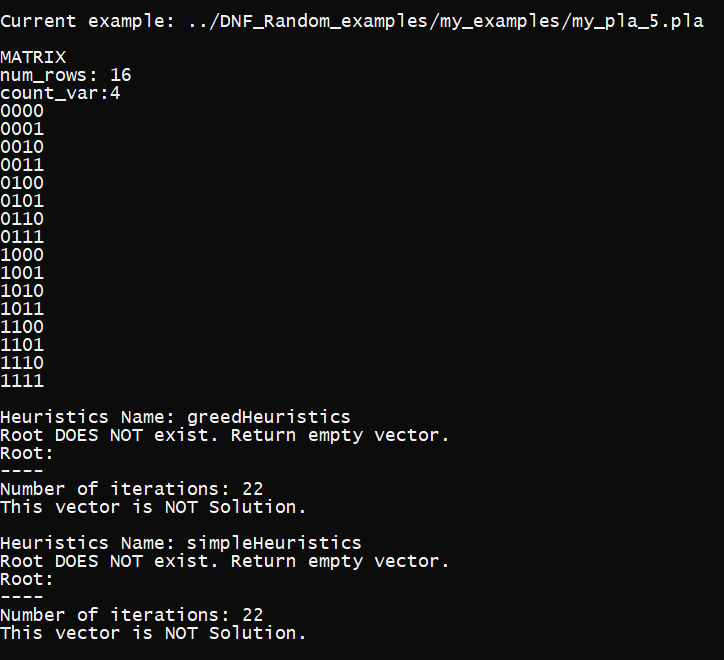 Current example: ../DNF_Random_examples/my_examples/my_pla_5.pla
MATRIX
num_rows: 16
count_var:4
0000
0001
0010
0011
0100
0101
0110
0111
1000
1001
1010
1011
1100
1101
1110
1111
Heuristics Name: greedHeuristics
Root DOES NOT exist. Return empty vector.
Root:
----
Number of iterations: 22
This vector is NOT Solution.
Heuristics Name: simpleHeuristics
Root DOES NOT exist. Return empty vector.
Root:
----
Number of iterations: 22
This vector is NOT Solution.